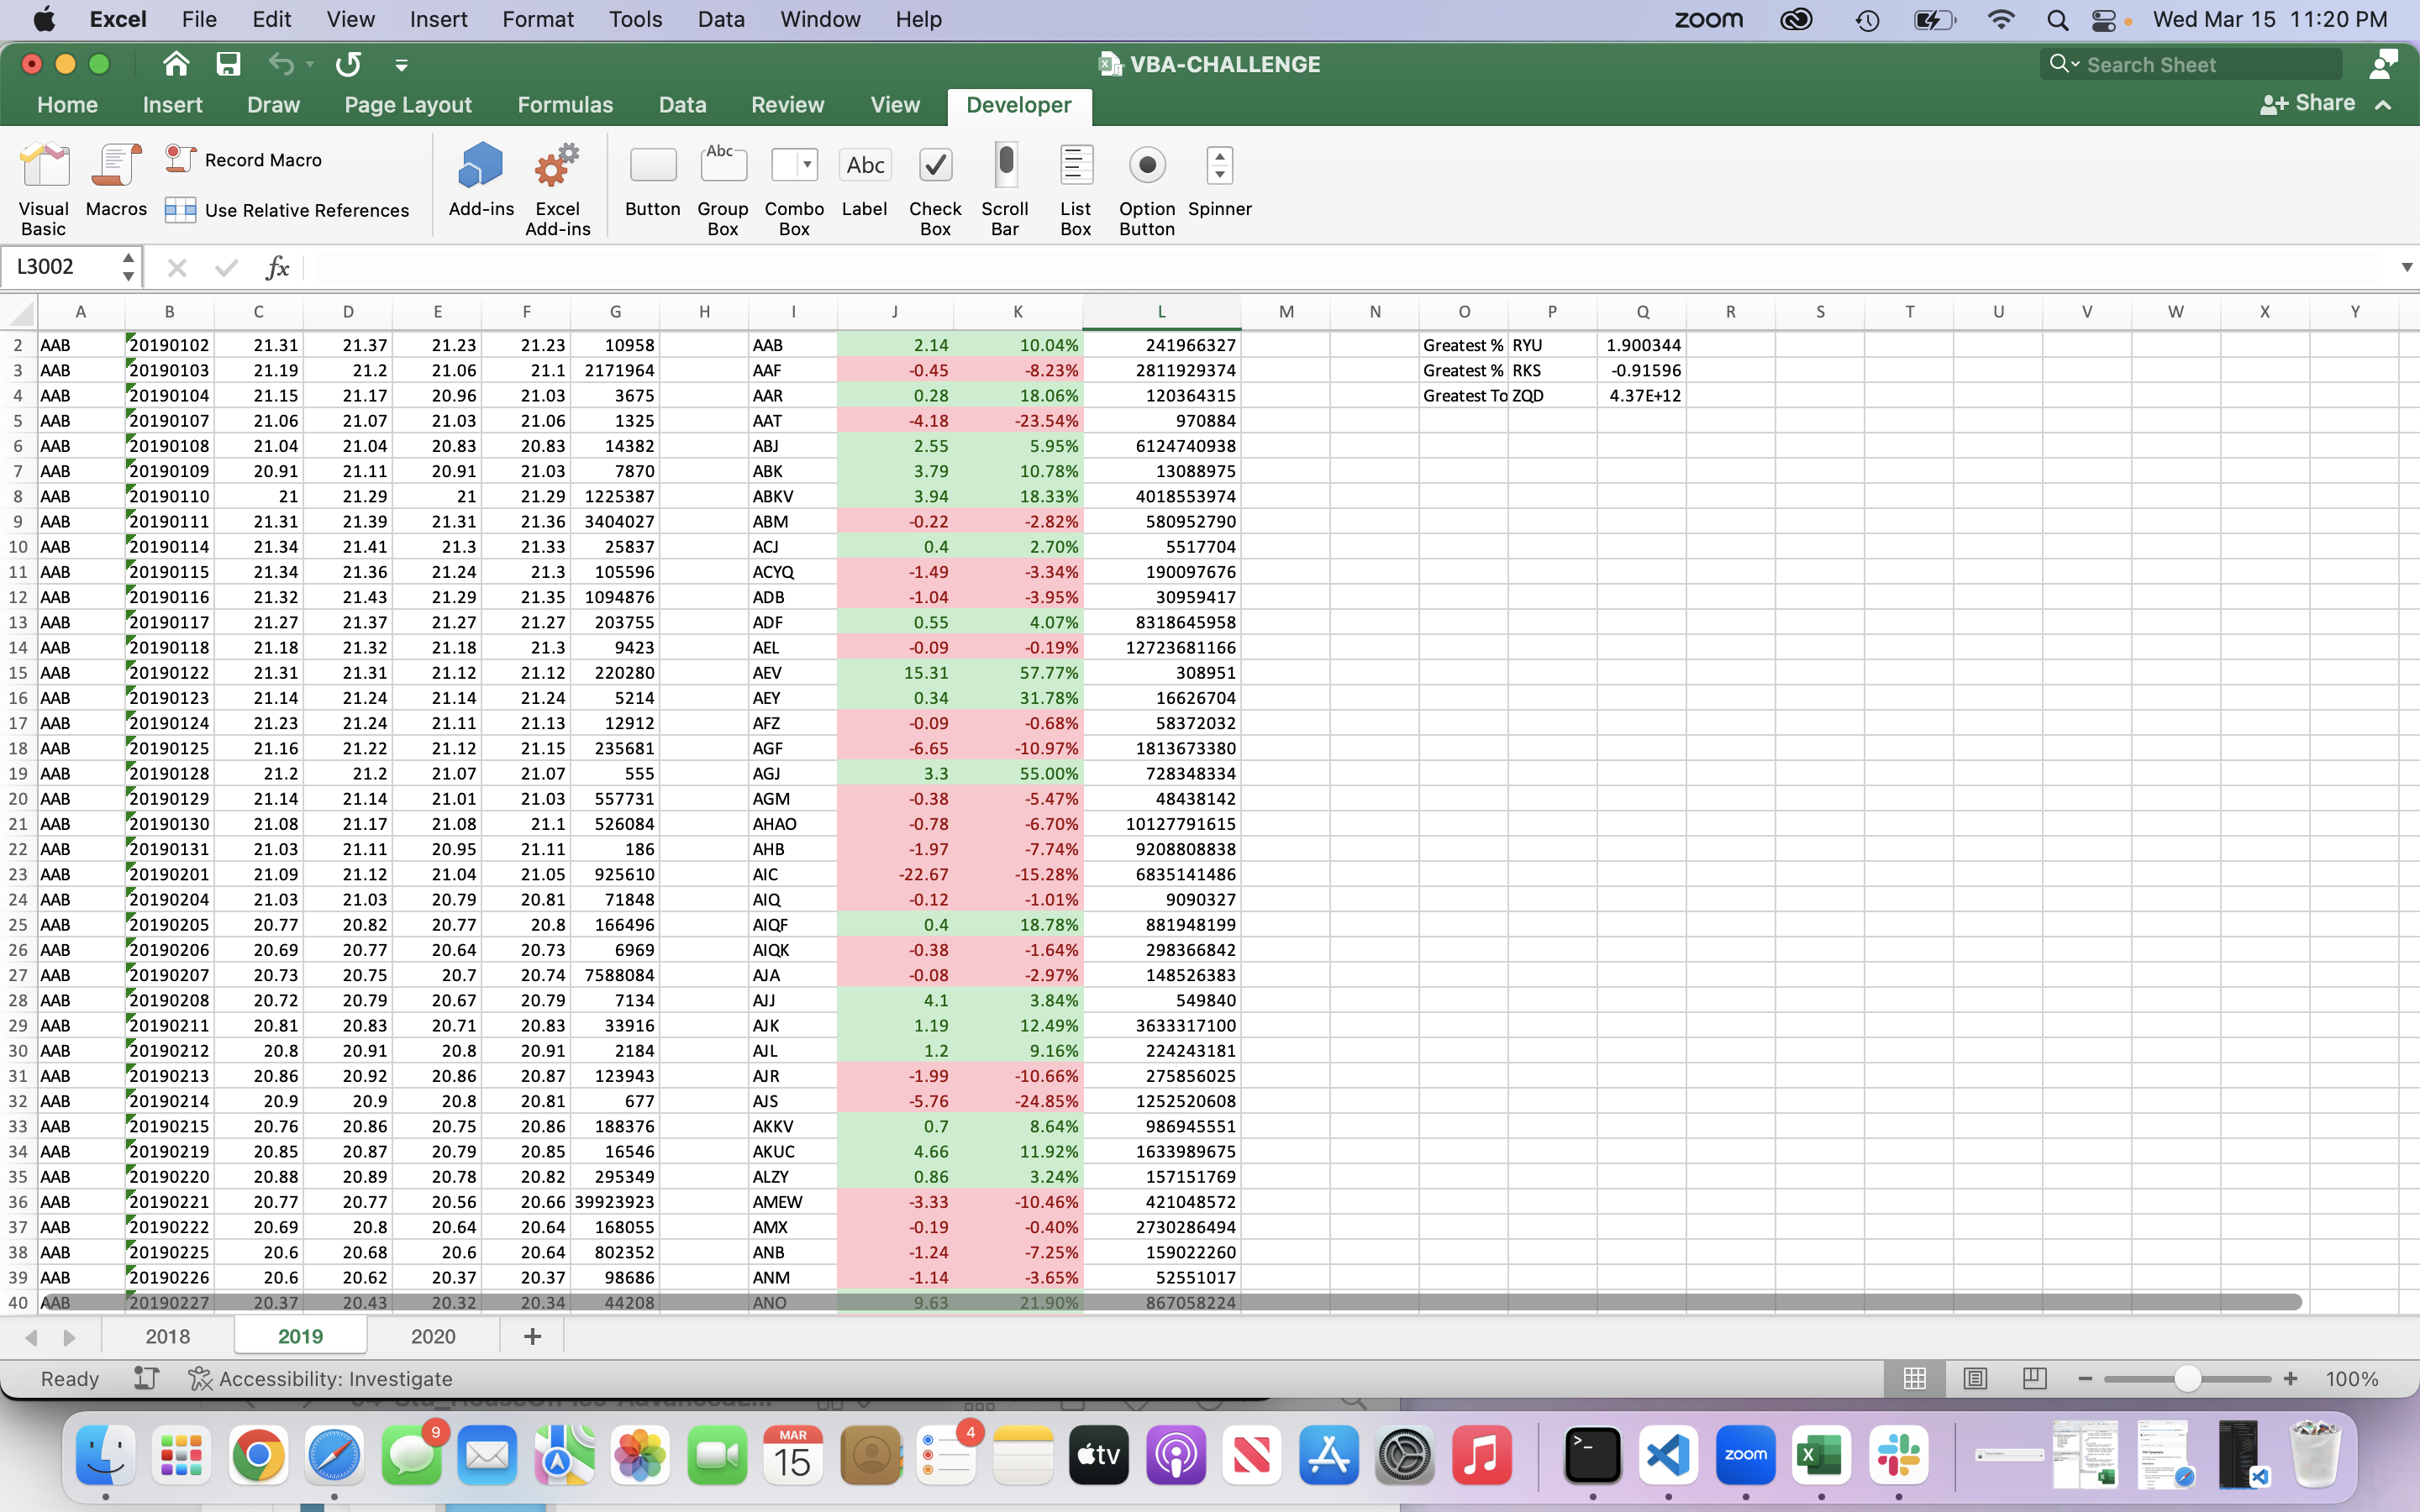 Excel File Edit View Insert Format Tools Data Window Help zoom Wed Mar 15 11:20 PM
VBA-CHALLENGE Search Sheet
Home Insert Draw Page Layout Formulas Data Review View Developer Share
Visual Basic Macros Record Macro Use Relative References Add-ins Excel Add-ins Button Abc Group Box Combo Box Abc Label Check Box Scroll Bar List Box Option Button Spinner
L3002 fx
A B C D E F G H I J K L M N O P Q R S T U V W X Y
2 AAB 20190102 21.31 21.37 21.23 21.23 10958 AAB 2.14 10.04% 241966327 Greatest % RYU 1.900344
3 AAB 20190103 21.19 21.2 21.06 21.1 2171964 AAF -0.45 -8.23% 2811929374 Greatest % RKS -0.91596
4 AAB 20190104 21.15 21.17 20.96 21.03 3675 AAR 0.28 18.06% 120364315 Greatest To ZQD 4.37E+12
5 AAB 20190107 21.06 21.07 21.03 21.06 1325 AAT -4.18 -23.54% 970884
6 AAB 20190108 21.04 21.04 20.83 20.83 14382 ABJ 2.55 5.95% 6124740938
7 AAB 20190109 20.91 21.11 20.91 21.03 7870 ABK 3.79 10.78% 13088975
8 AAB 20190110 21 21.29 21 21.29 1225387 ABKV 3.94 18.33% 4018553974
9 AAB 20190111 21.31 21.39 21.31 21.36 3404027 ABM -0.22 -2.82% 580952790
10 AAB 20190114 21.34 21.41 21.3 21.33 25837 ACJ 0.4 2.70% 5517704
11 AAB 20190115 21.34 21.36 21.24 21.3 105596 ACYQ -1.49 -3.34% 190097676
12 AAB 20190116 21.32 21.43 21.29 21.35 1094876 ADB -1.04 -3.95% 30959417
13 AAB 20190117 21.27 21.37 21.27 21.27 203755 ADF 0.55 4.07% 8318645958
14 AAB 20190118 21.18 21.32 21.18 21.3 9423 AEL -0.09 -0.19% 12723681166
15 AAB 20190122 21.31 21.31 21.12 21.12 220280 AEV 15.31 57.77% 308951
16 AAB 20190123 21.14 21.24 21.14 21.24 5214 AEY 0.34 31.78% 16626704
17 AAB 20190124 21.23 21.24 21.11 21.13 12912 AFZ -0.09 -0.68% 58372032
18 AAB 20190125 21.16 21.22 21.12 21.15 235681 AGF -6.65 -10.97% 1813673380
19 AAB 20190128 21.2 21.2 21.07 21.07 555 AGJ 3.3 55.00% 728348334
20 AAB 20190129 21.14 21.14 21.01 21.03 557731 AGM -0.38 -5.47% 48438142
21 AAB 20190130 21.08 21.17 21.08 21.1 526084 AHAO -0.78 -6.70% 10127791615
22 AAB 20190131 21.03 21.11 20.95 21.11 186 AHB -1.97 -7.74% 9208808838
23 AAB 20190201 21.09 21.12 21.04 21.05 925610 AIC -22.67 -15.28% 6835141486
24 AAB 20190204 21.03 21.03 20.79 20.81 71848 AIQ -0.12 -1.01% 9090327
25 AAB 20190205 20.77 20.82 20.77 20.8 166496 AIQF 0.4 18.78% 881948199
26 AAB 20190206 20.69 20.77 20.64 20.73 6969 AIQK -0.38 -1.64% 298366842
27 AAB 20190207 20.73 20.75 20.7 20.74 7588084 AJA -0.08 -2.97% 148526383
28 AAB 20190208 20.72 20.79 20.67 20.79 7134 AJJ 4.1 3.84% 549840
29 AAB 20190211 20.81 20.83 20.71 20.83 33916 AJK 1.19 12.49% 3633317100
30 AAB 20190212 20.8 20.91 20.8 20.91 2184 AJL 1.2 9.16% 224243181
31 AAB 20190213 20.86 20.92 20.86 20.87 123943 AJR -1.99 -10.66% 275856025
32 AAB 20190214 20.9 20.9 20.8 20.81 677 AJS -5.76 -24.85% 1252520608
33 AAB 20190215 20.76 20.86 20.75 20.86 188376 AKKV 0.7 8.64% 986945551
34 AAB 20190219 20.85 20.87 20.79 20.85 16546 AKUC 4.66 11.92% 1633989675
35 AAB 20190220 20.88 20.89 20.78 20.82 295349 ALZY 0.86 3.24% 157151769
36 AAB 20190221 20.77 20.77 20.56 20.66 39923923 AMEW -3.33 -10.46% 421048572
37 AAB 20190222 20.69 20.8 20.64 20.64 168055 AMX -0.19 -0.40% 2730286494
38 AAB 20190225 20.6 20.68 20.6 20.64 802352 ANB -1.24 -7.25% 159022260
39 AAB 20190226 20.6 20.62 20.37 20.37 98686 ANM -1.14 -3.65% 52551017
40 AAB 20190227 20.37 20.43 20.32 20.34 44208 ANO 9.63 21.90% 867058224
2018 2019 2020 +
Ready Accessibility: Investigate 100%
9 MAR 15 4 tv zoom